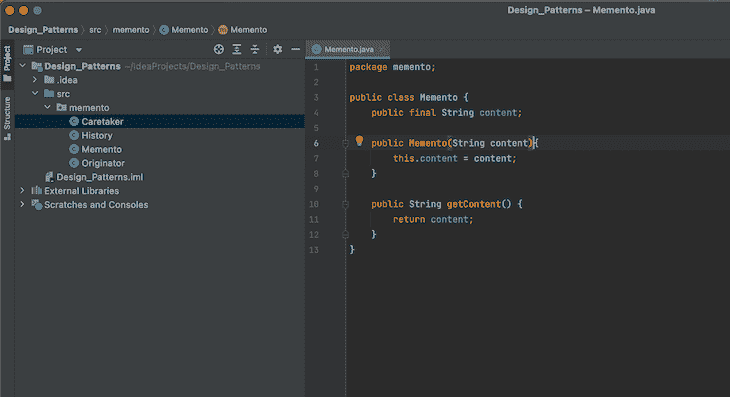 Design_Patterns – Memento.java
Design_Patterns › src › memento › Memento › Memento
Project
Memento.java ×
Project
Structure
Design_Patterns ~/IdeaProjects/Design_Patterns
.idea
src
memento
Caretaker
History
Memento
Originator
Design_Patterns.iml
External Libraries
Scratches and Consoles
1 package memento;
2
3 public class Memento {
4 public final String content;
5
6 public Memento(String content){
7 this.content = content;
8 }
9
10 public String getContent() {
11 return content;
12 }
13 }